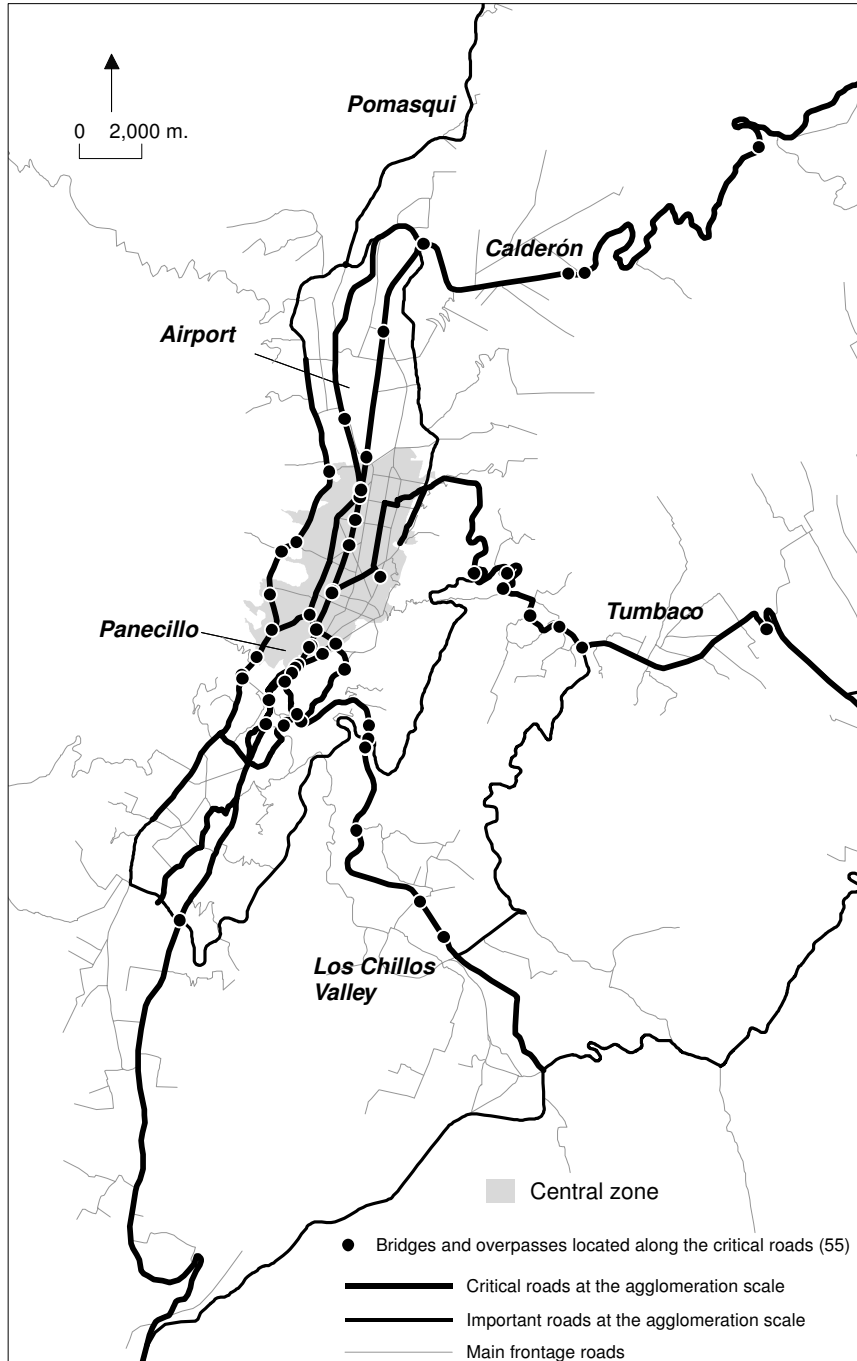 Pomasqui
0 2,000 m.
Calderón
Airport
Tumbaco
Panecillo
Los Chillos
Valley
Central zone
Bridges and overpasses located along the critical roads (55)
Critical roads at the agglomeration scale
Important roads at the agglomeration scale
Main frontage roads